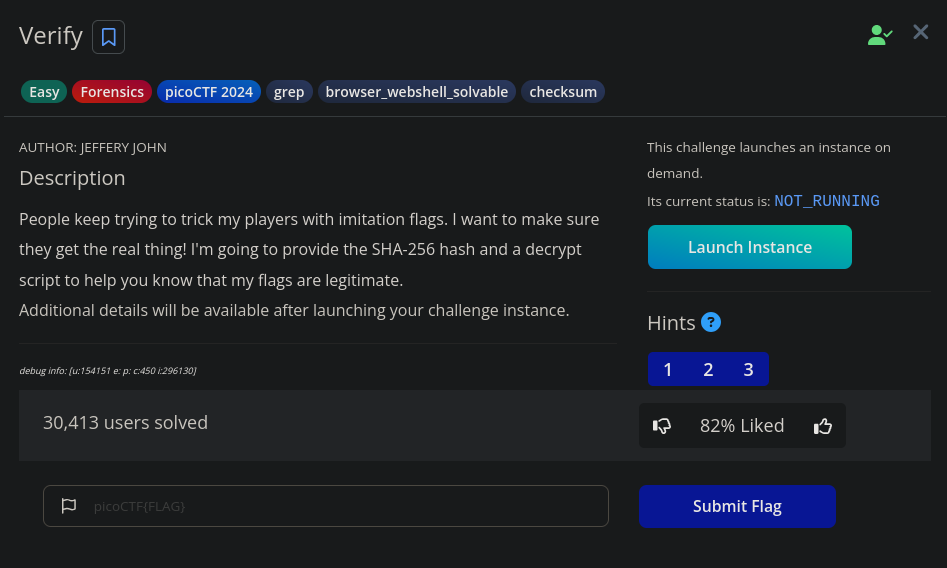 Verify
Easy Forensics picoCTF 2024 grep browser_webshell_solvable checksum
AUTHOR: JEFFERY JOHN
Description
People keep trying to trick my players with imitation flags. I want to make sure
they get the real thing! I'm going to provide the SHA-256 hash and a decrypt
script to help you know that my flags are legitimate.
Additional details will be available after launching your challenge instance.
debug info: [u:154151 e: p: c:450 i:296130]
This challenge launches an instance on
demand.
Its current status is: NOT_RUNNING
Launch Instance
Hints ?
1 2 3
30,413 users solved
82% Liked
picoCTF{FLAG}
Submit Flag